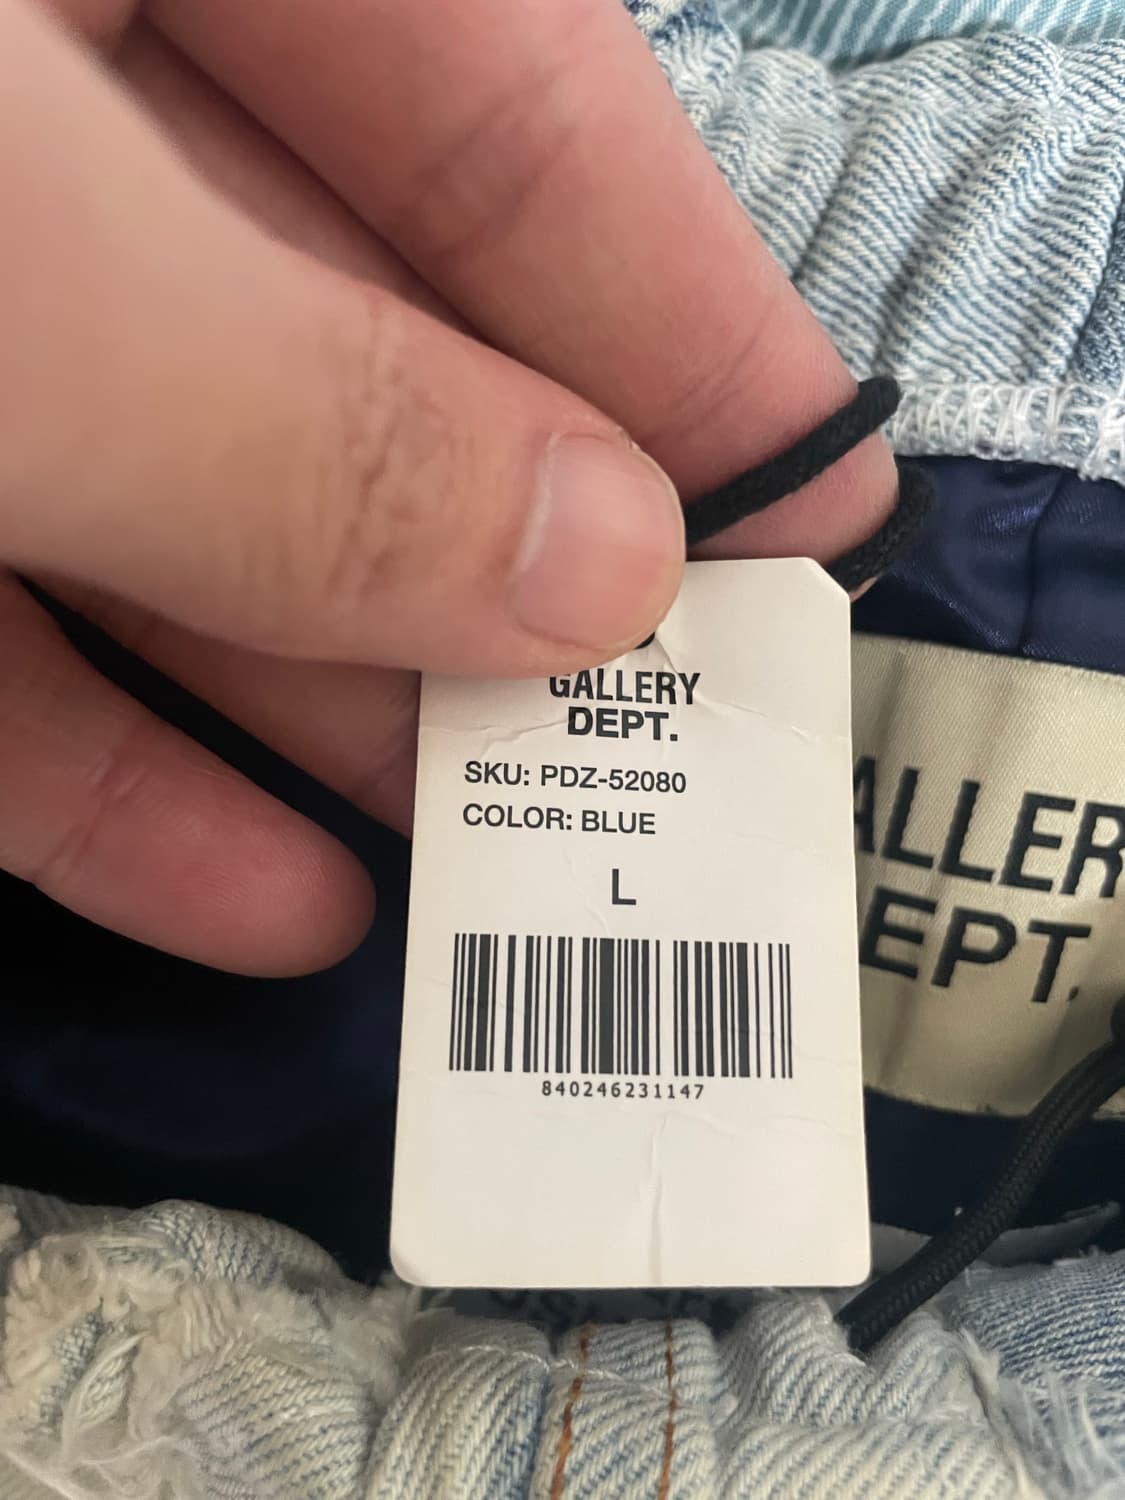 GALLERY
DEPT.
SKU: PDZ-52080
COLOR: BLUE
L
840246231147
ALLER
EPT.